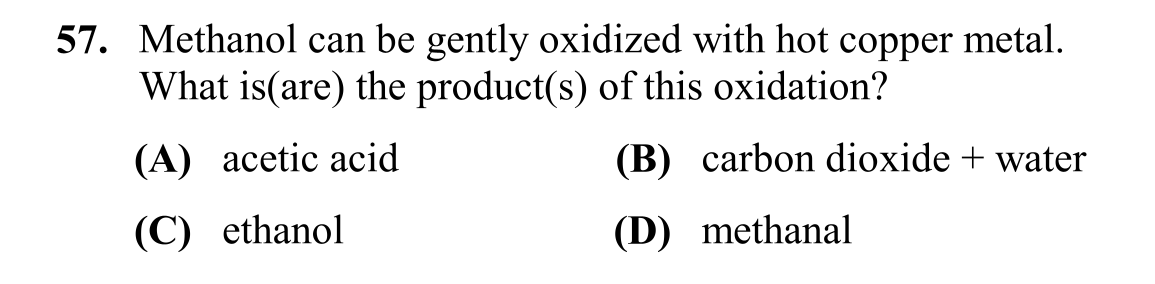 57. Methanol can be gently oxidized with hot copper metal.
What is(are) the product(s) of this oxidation?
(A) acetic acid (B) carbon dioxide + water
(C) ethanol (D) methanal